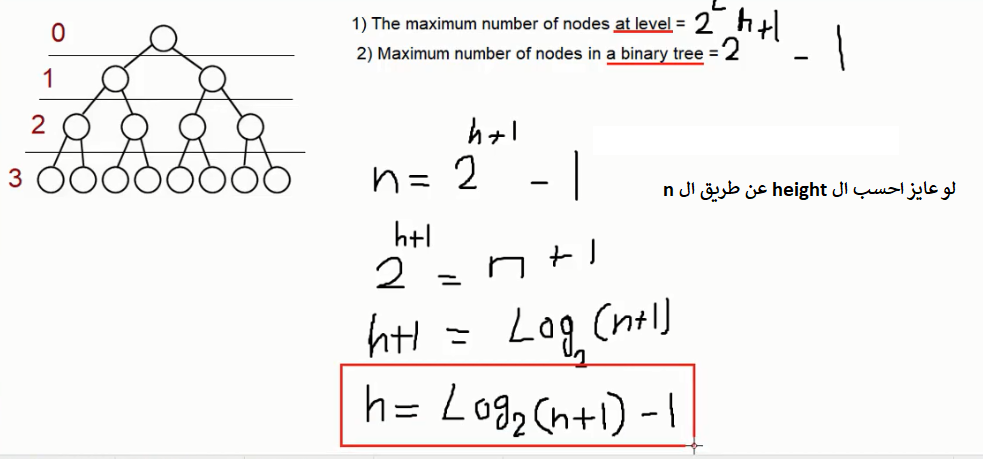 0
1
2
3
1) The maximum number of nodes at level = 2^L
2) Maximum number of nodes in a binary tree = 2^(h+1) - 1
n = 2^(h+1) - 1
لو عايز احسب ال height عن طريق ال n
2^(h+1) = n + 1
h+1 = Log₂(n+1)
h = Log₂(n+1) - 1